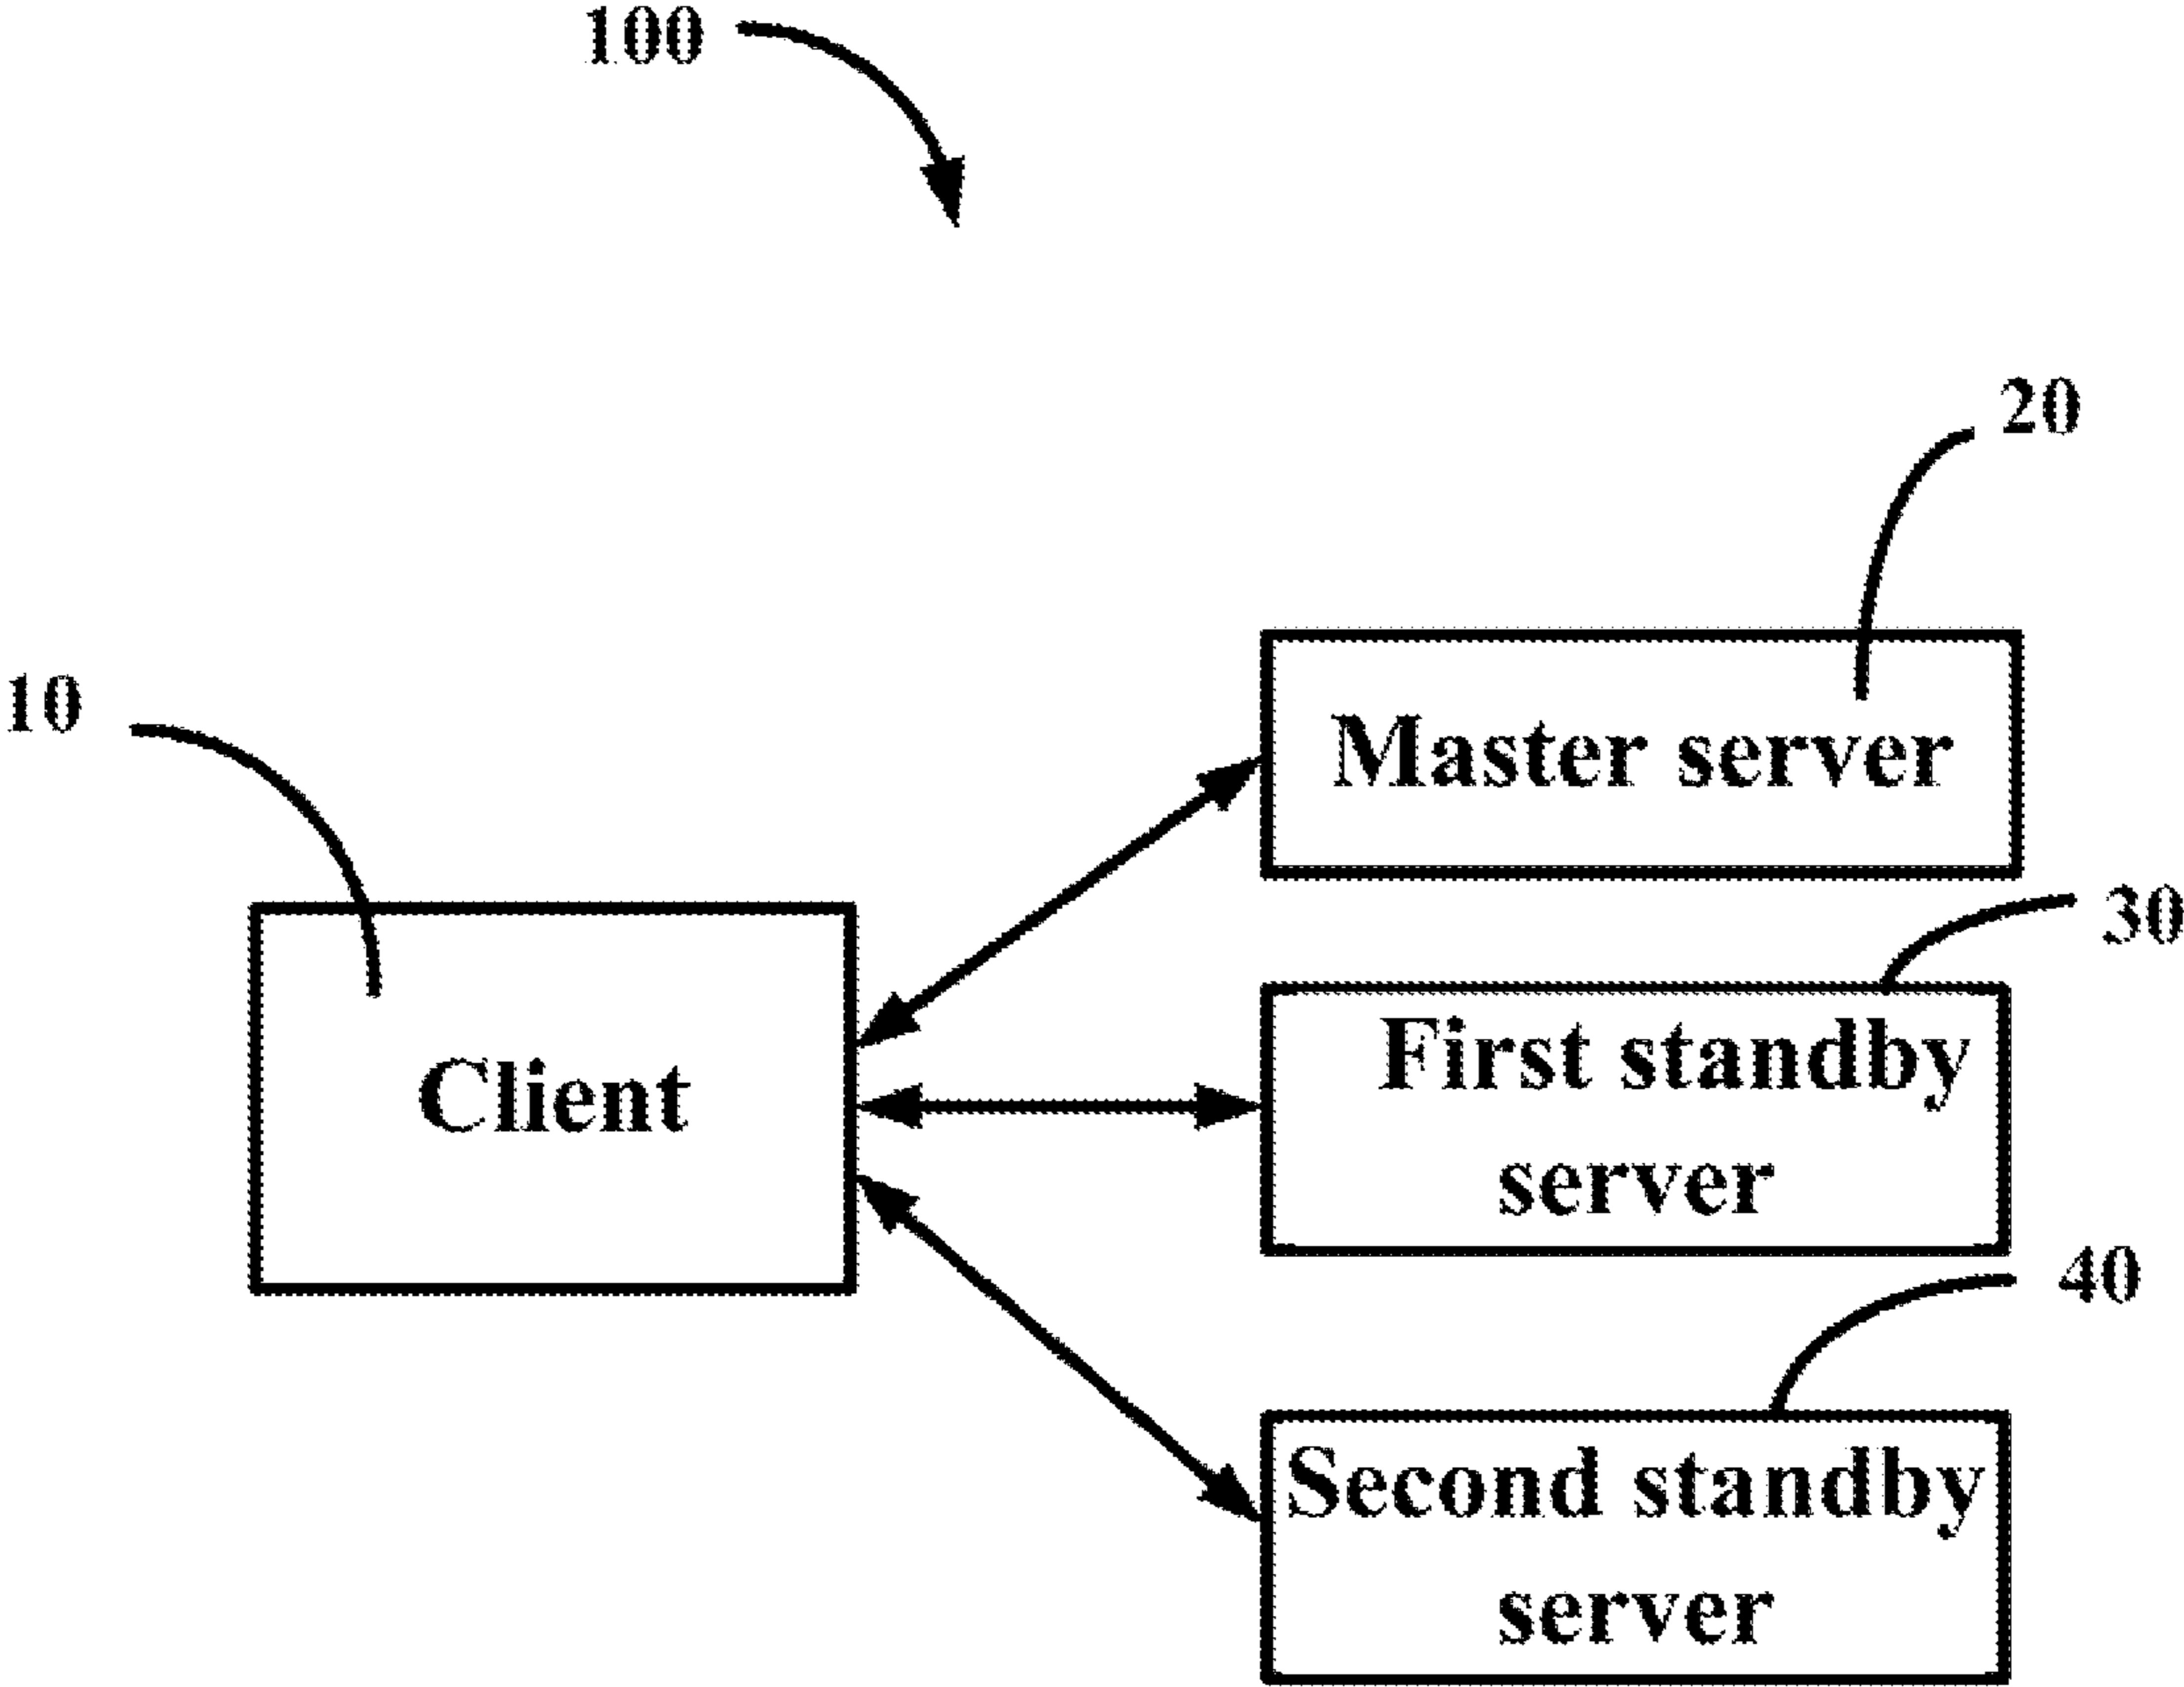 100
20
10
Master server
30
First standby
server
Client
40
Second standby
server